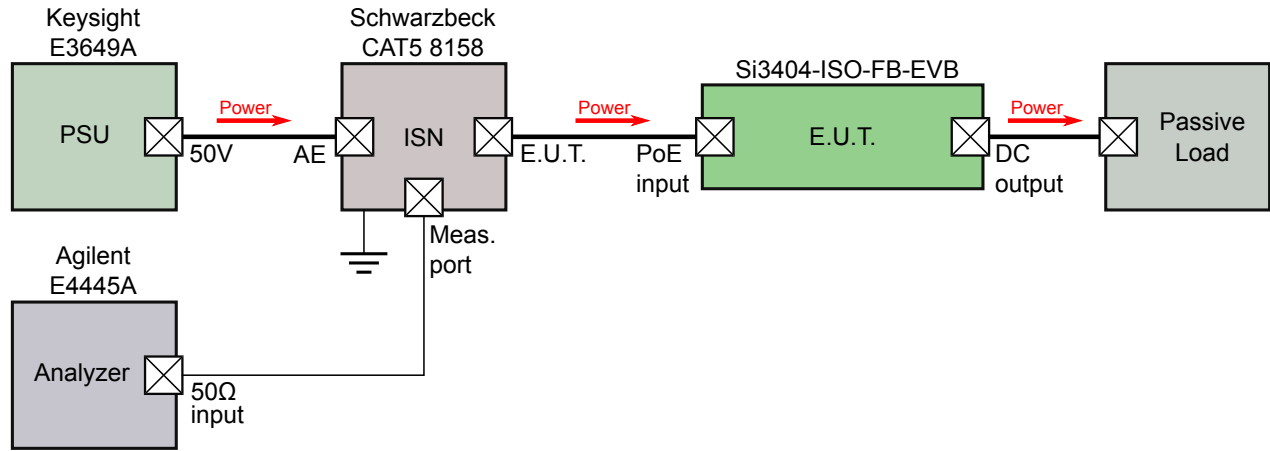 Keysight
E3649A
PSU
50V
Power
Schwarzbeck
CAT5 8158
AE
ISN
E.U.T.
Meas.
port
Power
Si3404-ISO-FB-EVB
PoE
input
E.U.T.
DC
output
Power
Passive
Load
Agilent
E4445A
Analyzer
50Ω
input